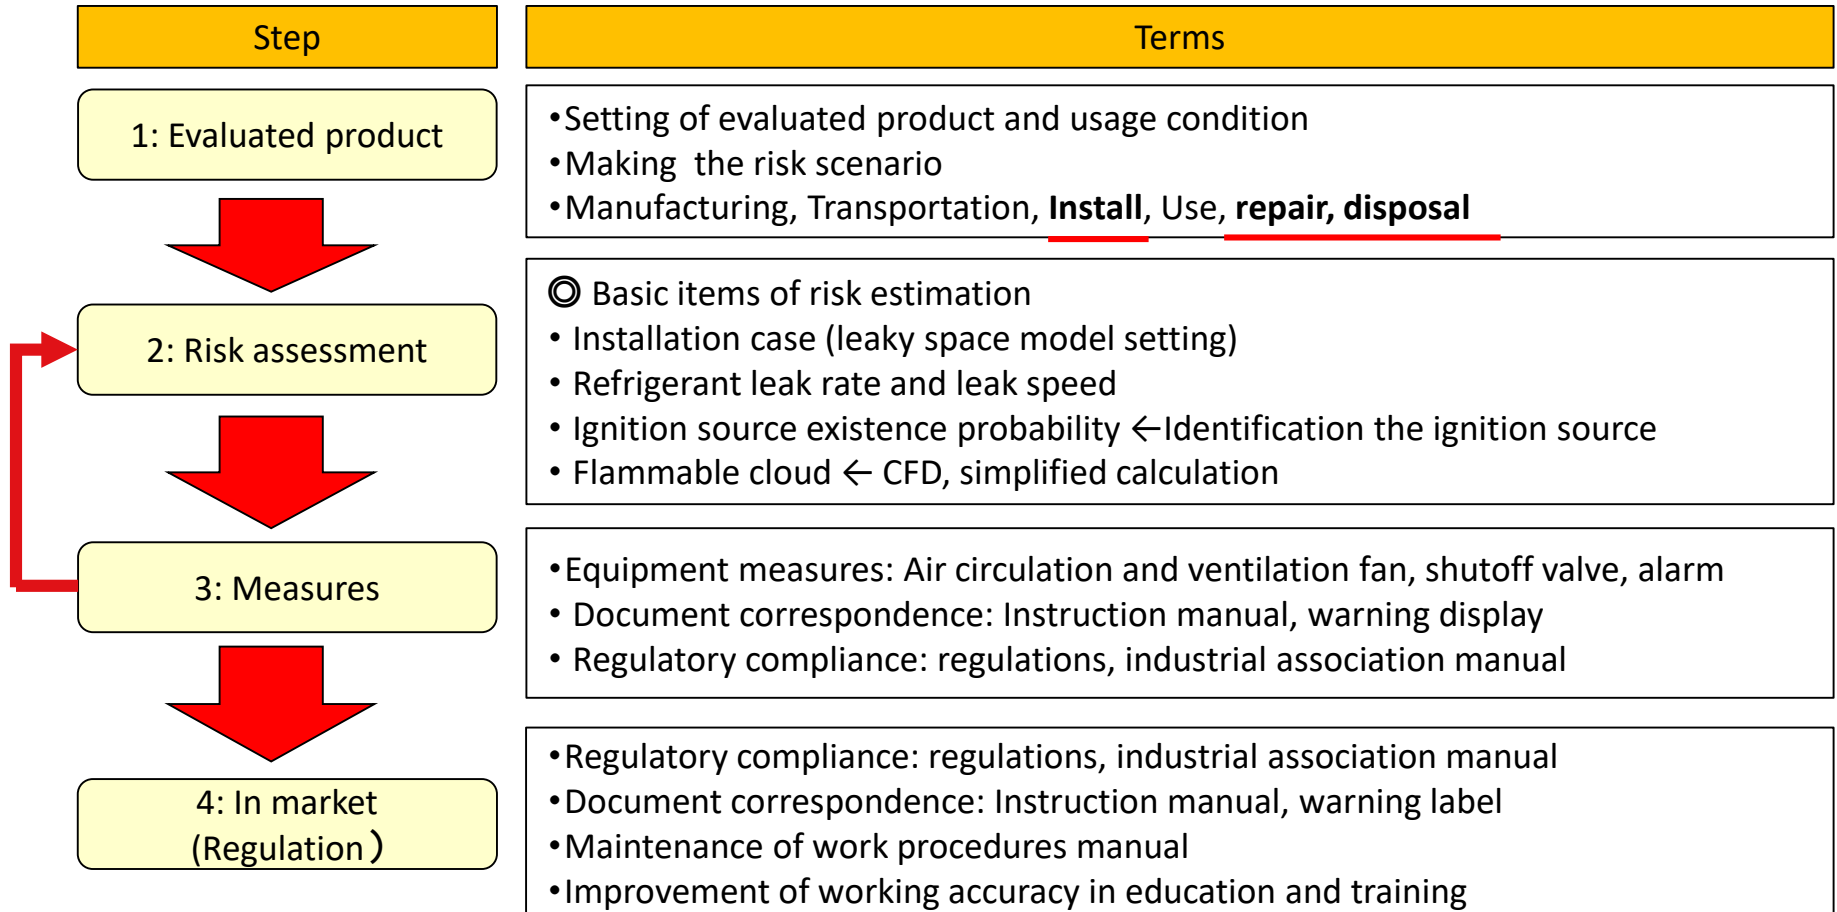 Step
Terms
1: Evaluated product
•Setting of evaluated product and usage condition
•Making the risk scenario
•Manufacturing, Transportation, Install, Use, repair, disposal
2: Risk assessment
◎ Basic items of risk estimation
• Installation case (leaky space model setting)
• Refrigerant leak rate and leak speed
• Ignition source existence probability ←Identification the ignition source
• Flammable cloud ← CFD, simplified calculation
3: Measures
•Equipment measures: Air circulation and ventilation fan, shutoff valve, alarm
• Document correspondence: Instruction manual, warning display
• Regulatory compliance: regulations, industrial association manual
4: In market
(Regulation）
•Regulatory compliance: regulations, industrial association manual
•Document correspondence: Instruction manual, warning label
•Maintenance of work procedures manual
•Improvement of working accuracy in education and training